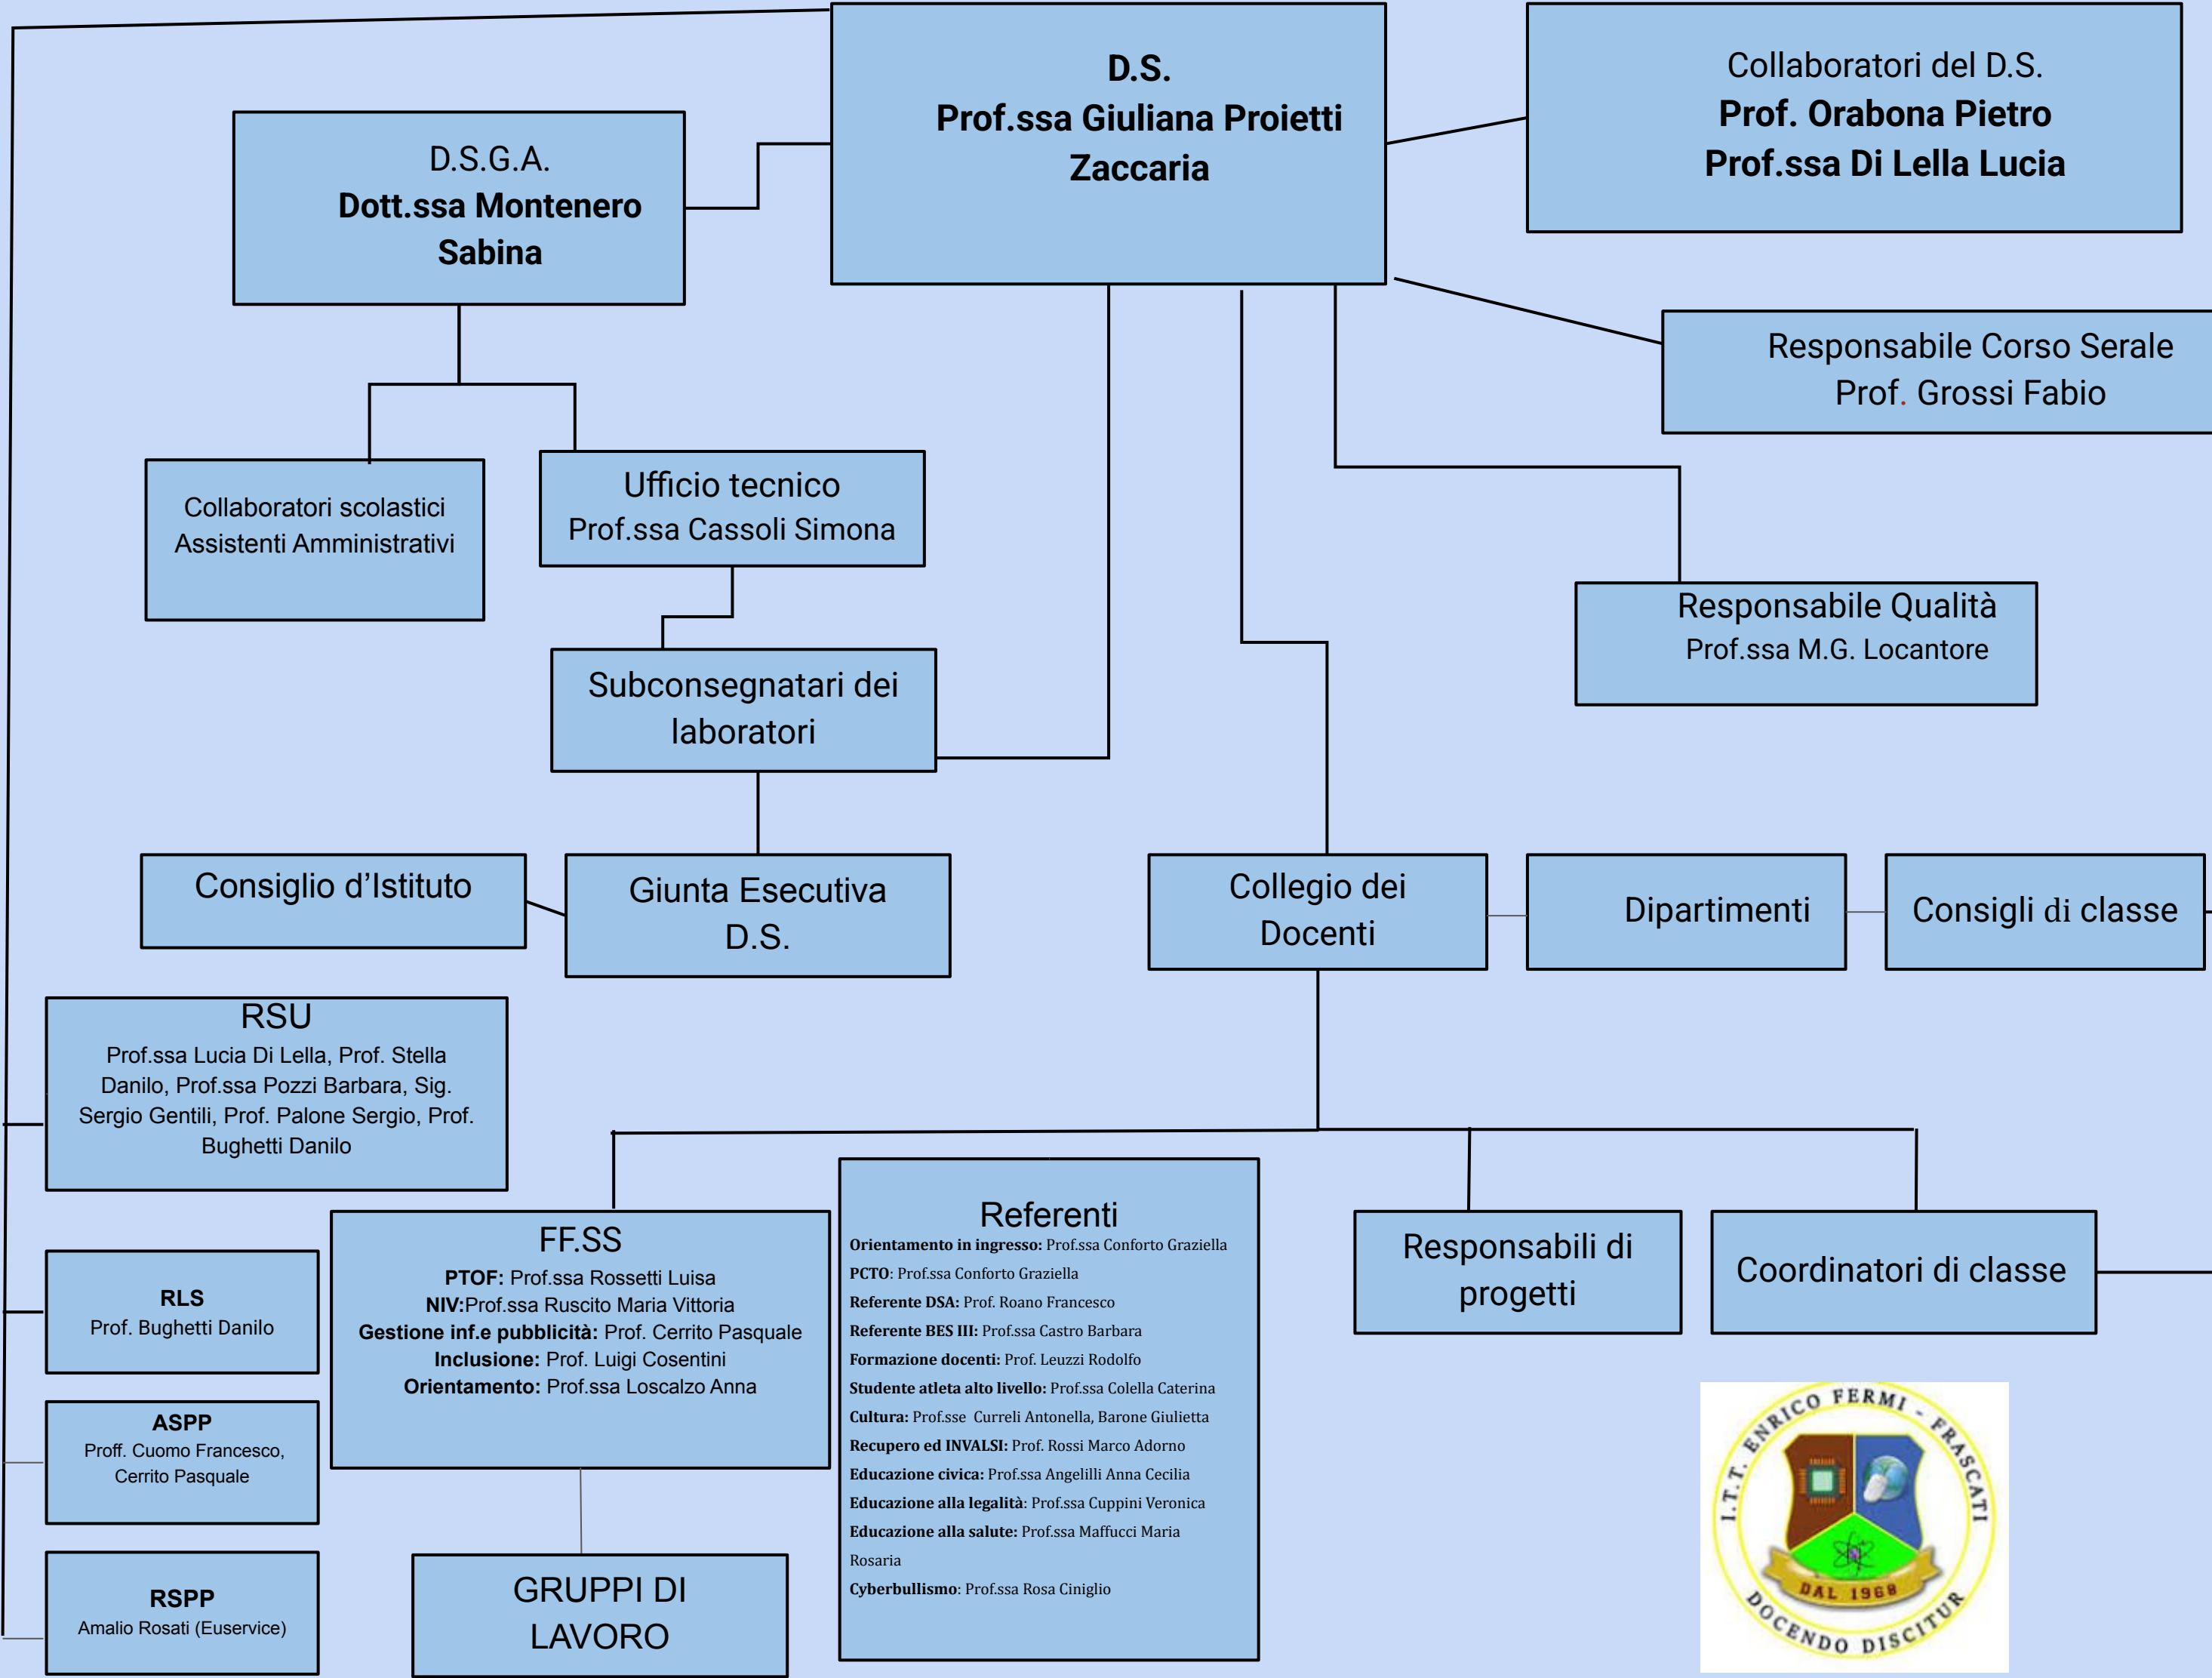 D.S.
Prof.ssa Giuliana Proietti
Zaccaria
Collaboratori del D.S.
Prof. Orabona Pietro
Prof.ssa Di Lella Lucia
D.S.G.A.
Dott.ssa Montenero
Sabina
Responsabile Corso Serale
Prof. Grossi Fabio
Collaboratori scolastici
Assistenti Amministrativi
Ufficio tecnico
Prof.ssa Cassoli Simona
Responsabile Qualità
Prof.ssa M.G. Locantore
Subconsegnatari dei
laboratori
Consiglio d’Istituto
Giunta Esecutiva
D.S.
Collegio dei
Docenti
Dipartimenti
Consigli di classe
RSU
Prof.ssa Lucia Di Lella, Prof. Stella
Danilo, Prof.ssa Pozzi Barbara, Sig.
Sergio Gentili, Prof. Palone Sergio, Prof.
Bughetti Danilo
RLS
Prof. Bughetti Danilo
ASPP
Proff. Cuomo Francesco,
Cerrito Pasquale
RSPP
Amalio Rosati (Euservice)
FF.SS
PTOF: Prof.ssa Rossetti Luisa
NIV:Prof.ssa Ruscito Maria Vittoria
Gestione inf.e pubblicità: Prof. Cerrito Pasquale
Inclusione: Prof. Luigi Cosentini
Orientamento: Prof.ssa Loscalzo Anna
GRUPPI DI
LAVORO
Referenti
Orientamento in ingresso: Prof.ssa Conforto Graziella
PCTO: Prof.ssa Conforto Graziella
Referente DSA: Prof. Roano Francesco
Referente BES III: Prof.ssa Castro Barbara
Formazione docenti: Prof. Leuzzi Rodolfo
Studente atleta alto livello: Prof.ssa Colella Caterina
Cultura: Prof.sse Curreli Antonella, Barone Giulietta
Recupero ed INVALSI: Prof. Rossi Marco Adorno
Educazione civica: Prof.ssa Angelilli Anna Cecilia
Educazione alla legalità: Prof.ssa Cuppini Veronica
Educazione alla salute: Prof.ssa Maffucci Maria
Rosaria
Cyberbullismo: Prof.ssa Rosa Ciniglio
Responsabili di
progetti
Coordinatori di classe
I.T.T. ENRICO FERMI - FRASCATI
DAL 1968
DOCENDO DISCITUR